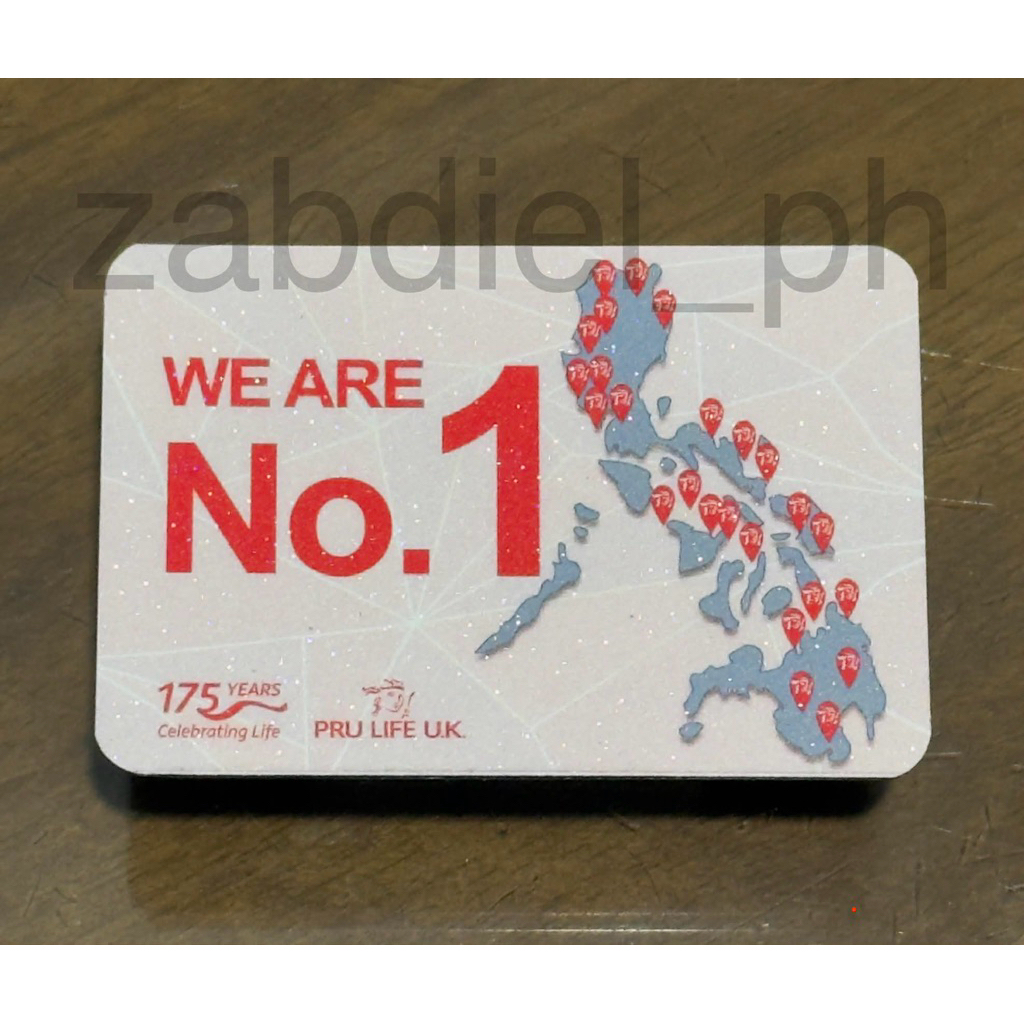 zabdiel_ph
WE ARE
No.1
175 YEARS
Celebrating Life
PRU LIFE U.K.